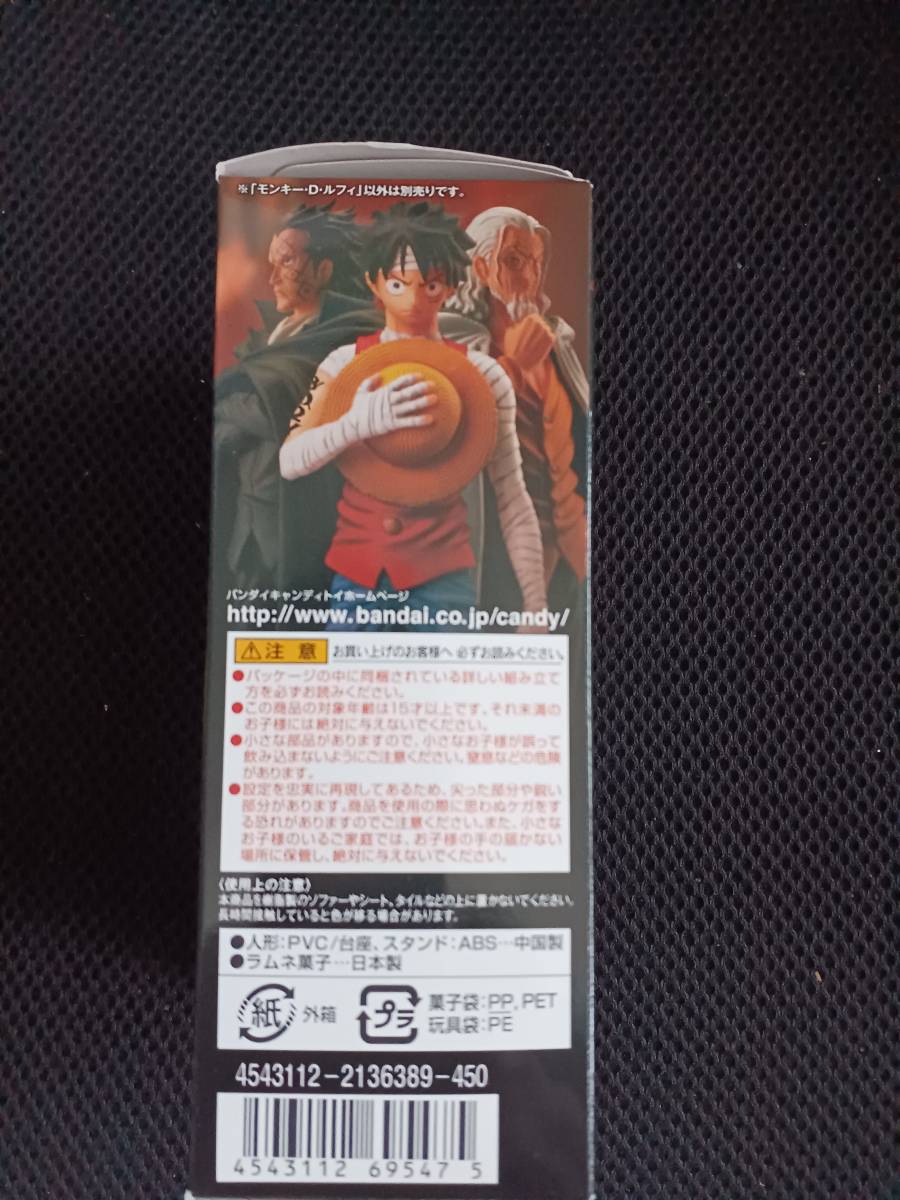 ※「モンキー・D・ルフィ」以外は別売りです。
バンダイキャンディトイホームページ
http://www.bandai.co.jp/candy/
⚠注意 お買い上げのお客様へ 必ずお読みください。
●パッケージの中に同梱されている詳しい組み立て
方を必ずお読みください。
●この商品の対象年齢は15才以上です。それ未満の
お子様には絶対に与えないでください。
●小さな部品がありますので、小さなお子様が誤って
飲み込まないようにご注意ください。窒息などの危険
があります。
●設定を忠実に再現してあるため、尖った部分や鋭い
部分があります。商品を使用の際に思わぬケガをす
する恐れがありますのでご注意ください。また、小さな
お子様のいるご家庭では、お子様の手の届かない
場所に保管し、絶対に与えないでください。
〈使用上の注意〉
本商品を樹脂製のソファーやシート、タイルなどの上に置かないでください。
長時間接触していると色が移る場合があります。
●人形:PVC/台座、スタンド:ABS…中国製
●ラムネ菓子…日本製
紙 外箱 プラ 菓子袋:PP, PET
玩具袋:PE
4543112-2136389-450
4543112 69547 5